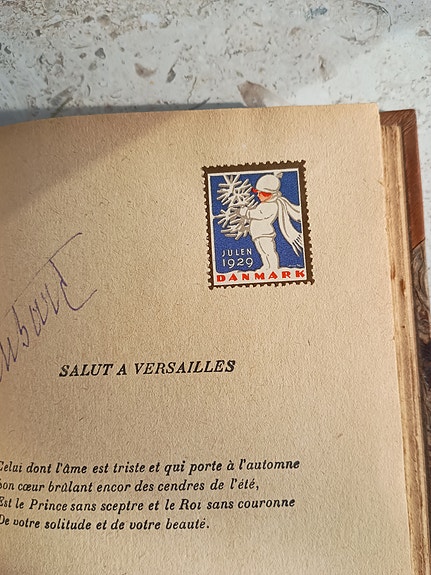 JULEN
1929
DANMARK
SALUT A VERSAILLES
Celui dont l'âme est triste et qui porte à l'automne
Son cœur brûlant encor des cendres de l'été,
Est le Prince sans sceptre et le Roi sans couronne
De votre solitude et de votre beauté.